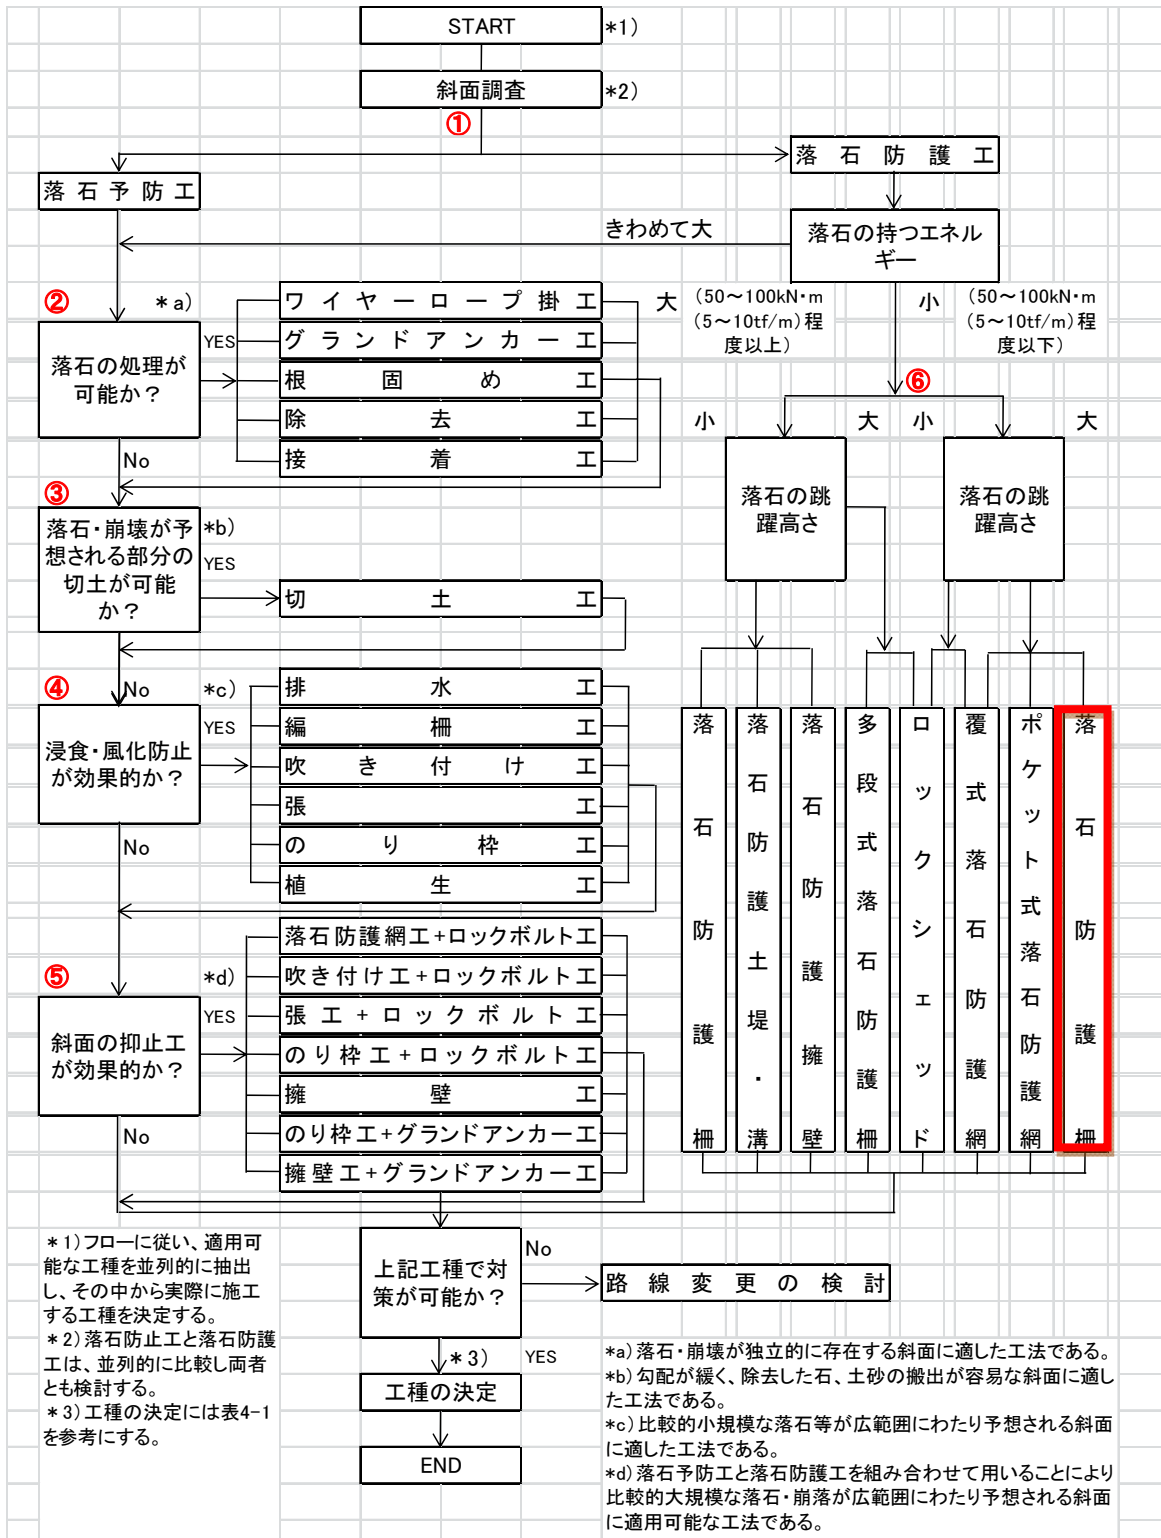 START
*1)
斜面調査
*2)
①
落石予防工
落石防護工
きわめて大
落石の持つエネル
ギー
②
*a)
落石の処理が
可能か？
YES
No
ワイヤーロープ掛工
グランドアンカー工
根固め工
除去工
接着工
大
（50～100kN・m
（5～10tf/m）程
度以上）
小
（50～100kN・m
（5～10tf/m）程
度以下）
⑥
小
大
小
大
落石の跳
躍高さ
落石の跳
躍高さ
③
落石・崩壊が予
想される部分の
切土が可能
か？
*b)
YES
切土工
No
④
*c)
浸食・風化防止
が効果的か？
YES
No
排水工
編柵工
吹き付け工
張工
のり枠工
植生工
落石防護柵
落石防護土堤・溝
落石防護擁壁
多段式落石防護柵
ロックシェッド
覆式落石防護網
ポケット式落石防護網
落石防護柵
⑤
*d)
斜面の抑止工
が効果的か？
YES
No
落石防護網工+ロックボルト工
吹き付け工+ロックボルト工
張工+ロックボルト工
のり枠工+ロックボルト工
擁壁工
のり枠工+グランドアンカー工
擁壁工+グランドアンカー工
上記工種で対
策が可能か？
No
路線変更の検討
*3)
YES
工種の決定
END
*1)フローに従い、適用可
能な工種を並列的に抽出
し、その中から実際に施工
する工種を決定する。
*2)落石防止工と落石防護
工は、並列的に比較し両者
とも検討する。
*3)工種の決定には表4-1
を参考にする。
*a)落石・崩壊が独立的に存在する斜面に適した工法である。
*b)勾配が緩く、除去した石、土砂の搬出が容易な斜面に適し
た工法である。
*c)比較的小規模な落石等が広範囲にわたり予想される斜面
に適した工法である。
*d)落石予防工と落石防護工を組み合わせて用いることにより
比較的大規模な落石・崩落が広範囲にわたり予想される斜面
に適用可能な工法である。